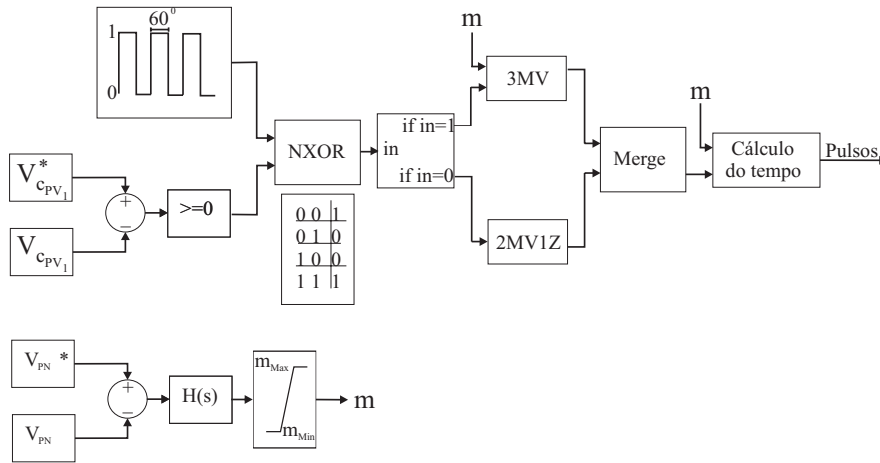 60⁰
1
0
m
3MV
V*cPV1
VcPV1
+
−
>=0
NXOR
in
if in=1
if in=0
0 0 1
0 1 0
1 0 0
1 1 1
2MV1Z
Merge
m
Cálculo
do tempo
Pulsos
VPN *
VPN
+
−
H(s)
mMax
mMin
m